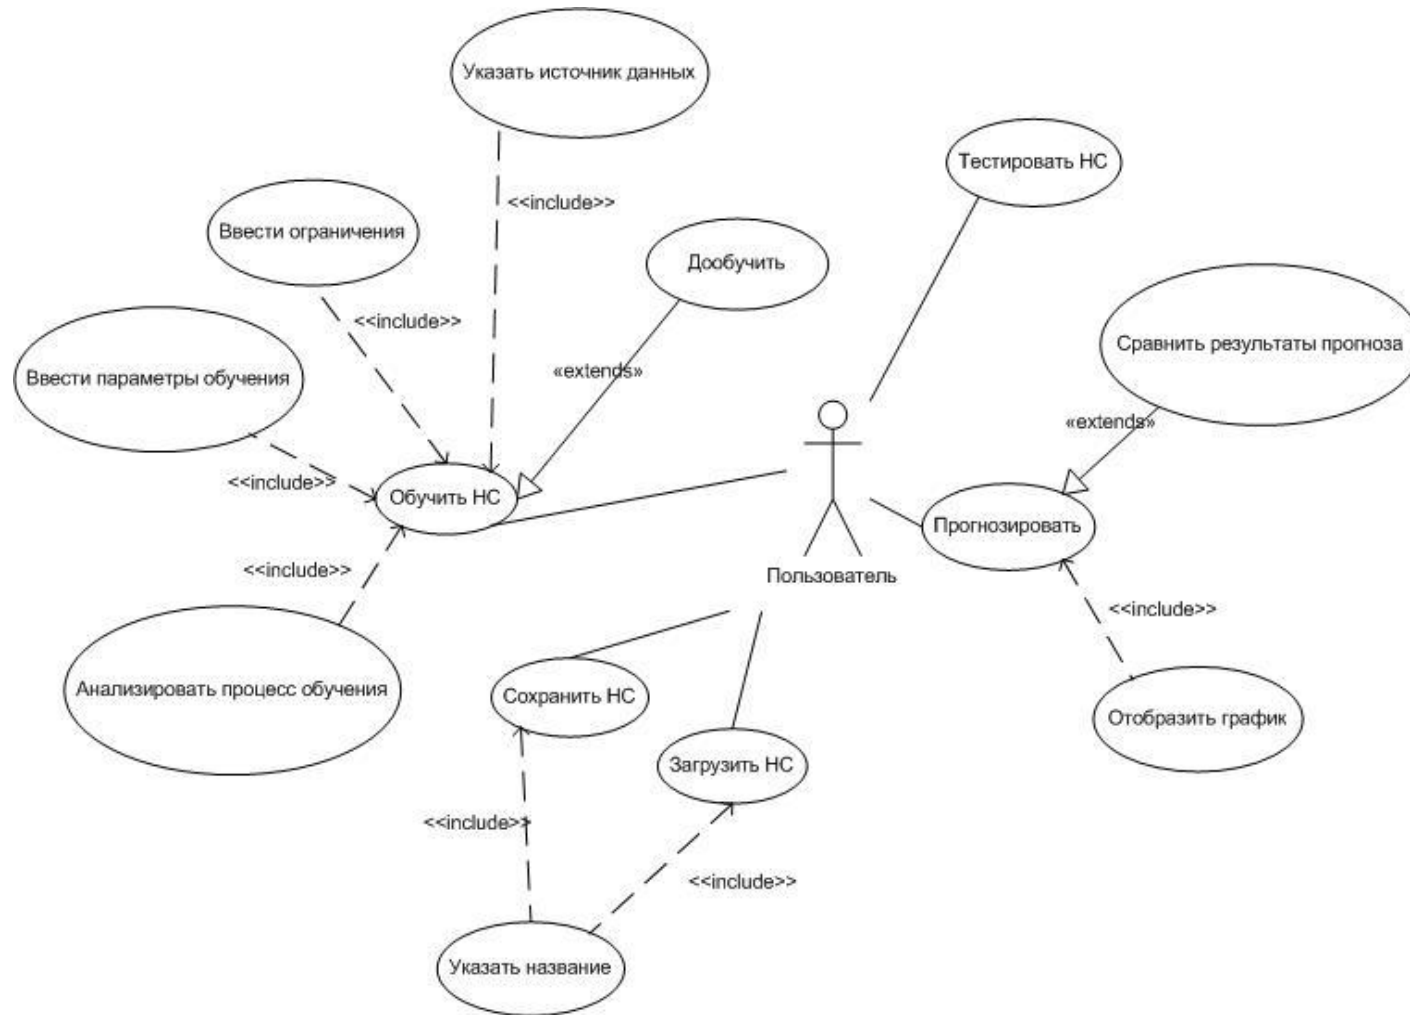 Указать источник данных
Тестировать НС
<<include>>
Ввести ограничения
Дообучить
<<include>>
Сравнить результаты прогноза
«extends»
Ввести параметры обучения
«extends»
<<include>>
Обучить НС
Прогнозировать
<<include>>
Пользователь
<<include>>
Анализировать процесс обучения
Сохранить НС
Отобразить график
Загрузить НС
<<include>>
<<include>>
Указать название